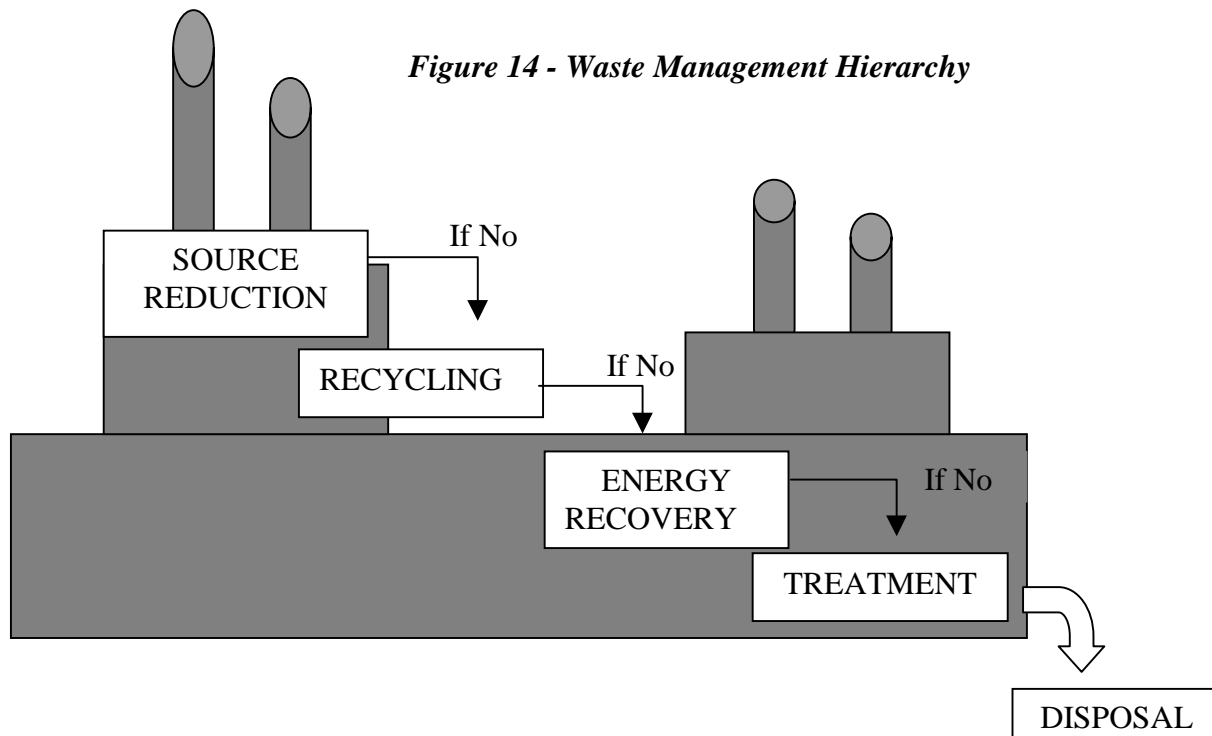 Figure 14 - Waste Management Hierarchy
SOURCE
REDUCTION
If No
RECYCLING
If No
ENERGY
RECOVERY
If No
TREATMENT
DISPOSAL